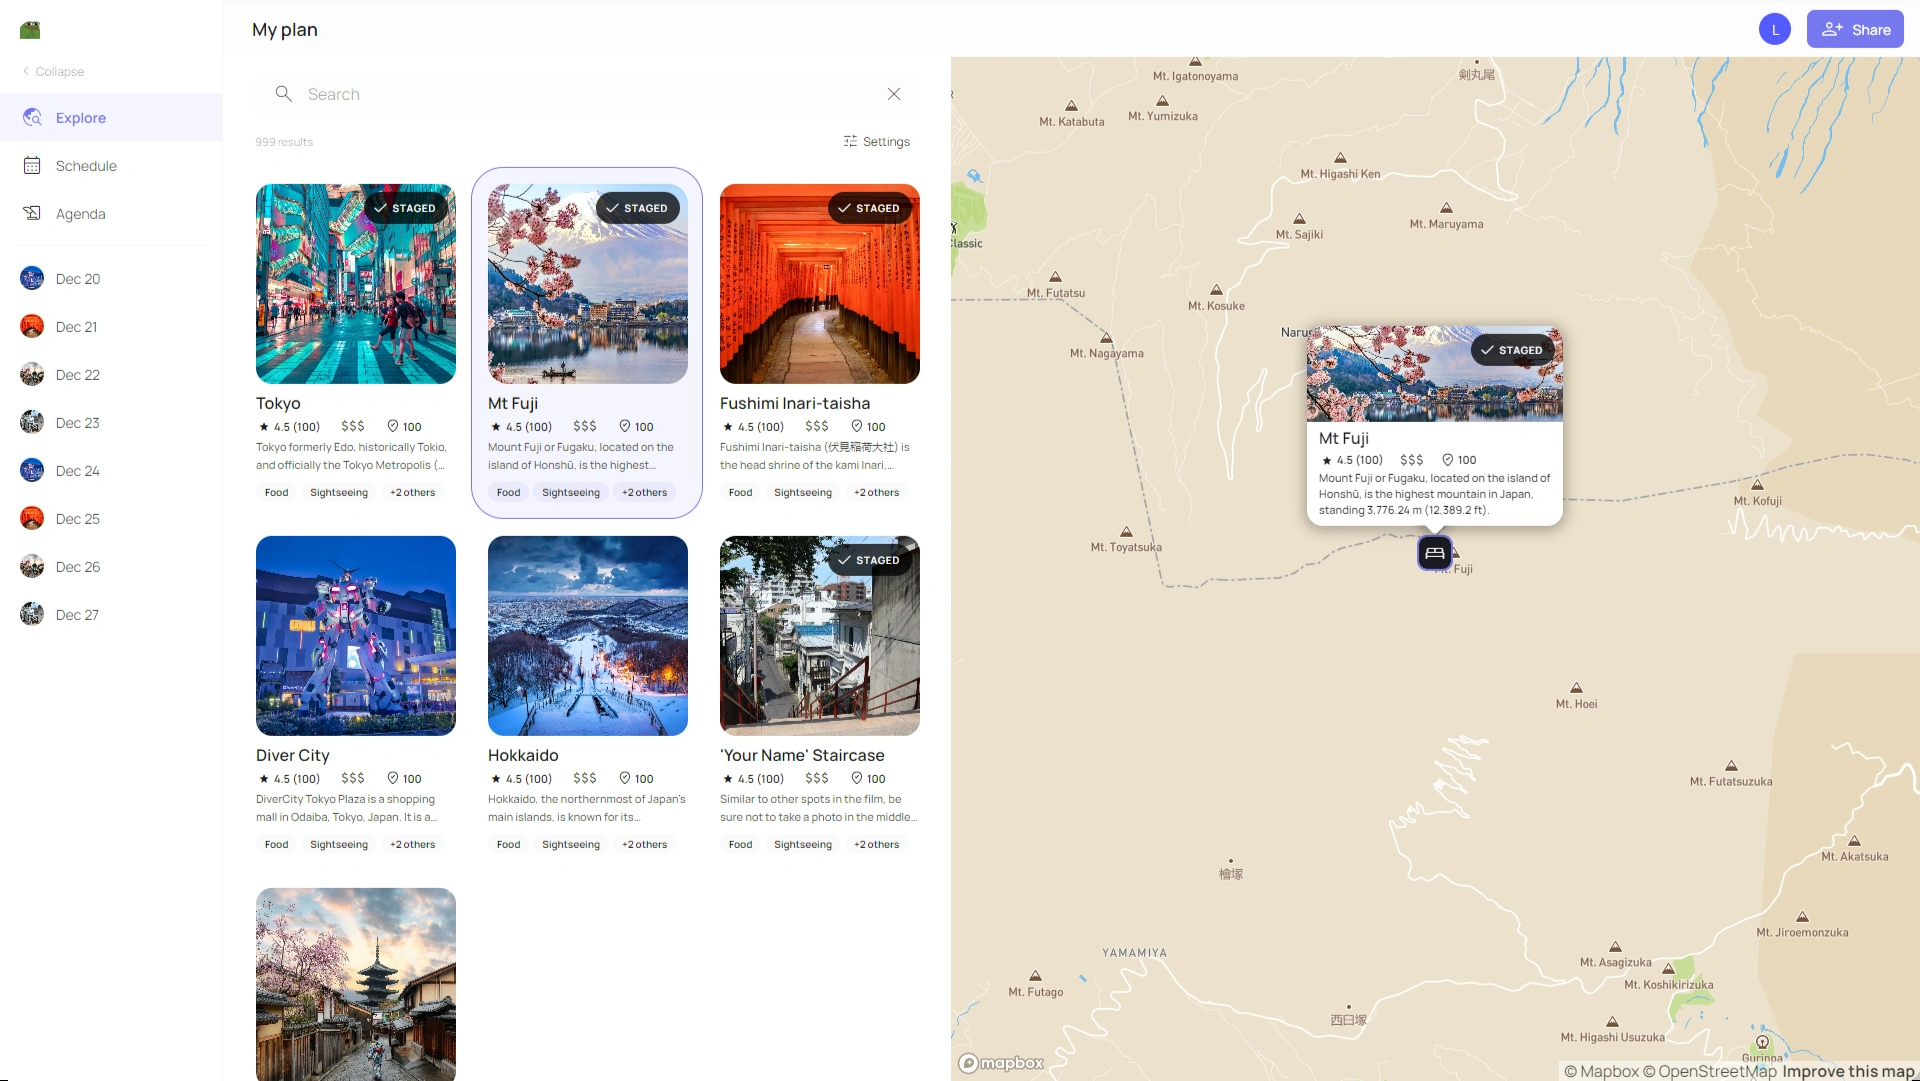 My plan
L
Share
Collapse
Explore
Schedule
Agenda
Dec 20
Dec 21
Dec 22
Dec 23
Dec 24
Dec 25
Dec 26
Dec 27
Search
999 results
Settings
STAGED
Tokyo
4.5 (100) $$$ 100
Tokyo formerly Edo, historically Tokio,
and officially the Tokyo Metropolis (...
Food Sightseeing +2 others
STAGED
Mt Fuji
4.5 (100) $$$ 100
Mount Fuji or Fugaku, located on the
island of Honshū, is the highest...
Food Sightseeing +2 others
STAGED
Fushimi Inari-taisha
4.5 (100) $$$ 100
Fushimi Inari-taisha (伏見稲荷大社) is
the head shrine of the kami Inari,...
Food Sightseeing +2 others
Diver City
4.5 (100) $$$ 100
DiverCity Tokyo Plaza is a shopping
mall in Odaiba, Tokyo, Japan. It is a...
Food Sightseeing +2 others
Hokkaido
4.5 (100) $$$ 100
Hokkaido, the northernmost of Japan's
main islands, is known for its...
Food Sightseeing +2 others
STAGED
'Your Name' Staircase
4.5 (100) $$$ 100
Similar to other spots in the film, be
sure not to take a photo in the middle...
Food Sightseeing +2 others
Mt. Igatonoyama
剣丸尾
Mt. Katabuta
Mt. Yumizuka
Mt. Higashi Ken
Mt. Maruyama
Mt. Sajiki
Classic
Mt. Futatsu
Mt. Kosuke
Narus
Mt. Nagayama
STAGED
Mt Fuji
4.5 (100) $$$ 100
Mount Fuji or Fugaku, located on the island of
Honshū, is the highest mountain in Japan,
standing 3,776.24 m (12,389.2 ft).
Mt. Kofuji
Mt. Toyatsuka
Fuji
Mt. Hoei
Mt. Futatsuzuka
Mt. Akatsuka
檜塚
Mt. Jiroemonzuka
YAMAMIYA
Mt. Asagizuka
Mt. Koshikirizuka
Mt. Futago
西臼塚
Mt. Higashi Usuzuka
Gurinpa
mapbox
© Mapbox © OpenStreetMap Improve this map